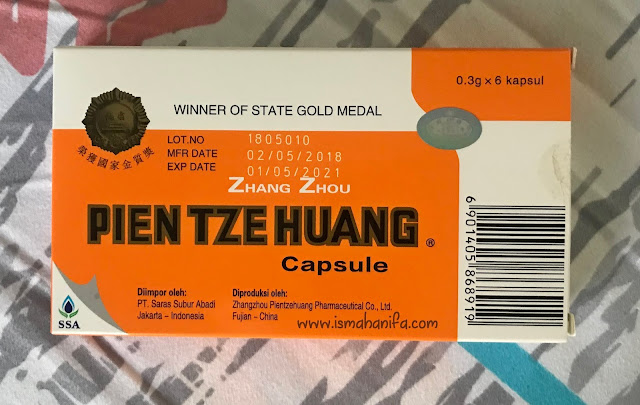 0.3g x 6 kapsul
WINNER OF STATE GOLD MEDAL
榮獲國家金質獎
LOT.NO 1805010
MFR DATE 02/05/2018
EXP DATE 01/05/2021
ZHANG ZHOU
PIEN TZE HUANG ®
Capsule
Diimpor oleh:
PT. Saras Subur Abadi
Jakarta – Indonesia
Diproduksi oleh:
Zhangzhou Pientzehuang Pharmaceutical Co., Ltd.
Fujian – China
SSA
www.ismahanifa.com
6901405868919